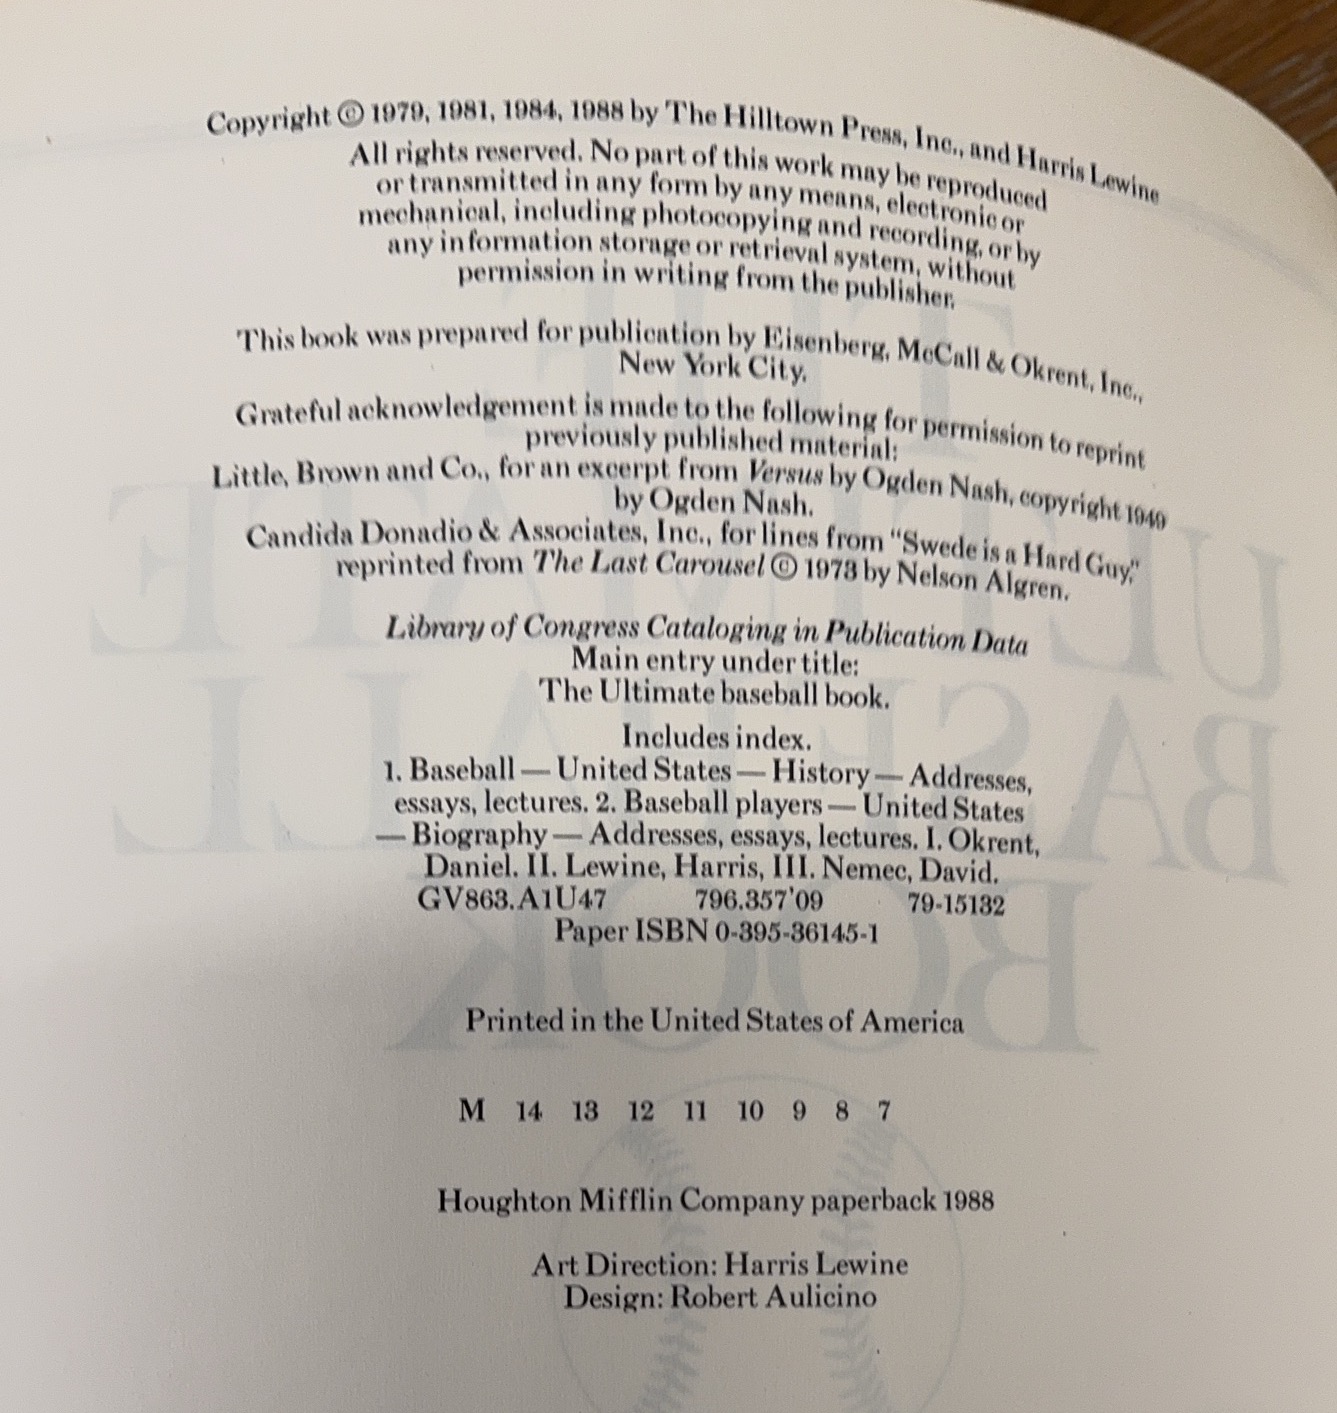 Copyright © 1979, 1981, 1984, 1988 by The Hilltown Press, Inc., and Harris Lewine
All rights reserved. No part of this work may be reproduced
or transmitted in any form by any means, electronic or
mechanical, including photocopying and recording, or by
any information storage or retrieval system, without
permission in writing from the publisher.
This book was prepared for publication by Eisenberg, McCall & Okrent, Inc.,
New York City.
Grateful acknowledgement is made to the following for permission to reprint
previously published material:
Little, Brown and Co., for an excerpt from Versus by Ogden Nash, copyright 1949
by Ogden Nash.
Candida Donadio & Associates, Inc., for lines from "Swede is a Hard Guy,"
reprinted from The Last Carousel © 1973 by Nelson Algren.
Library of Congress Cataloging in Publication Data
Main entry under title:
The Ultimate baseball book.
Includes index.
1. Baseball — United States — History — Addresses,
essays, lectures. 2. Baseball players — United States
— Biography — Addresses, essays, lectures. I. Okrent,
Daniel. II. Lewine, Harris, III. Nemec, David.
GV863.A1U47 796.357'09 79-15132
Paper ISBN 0-395-36145-1
Printed in the United States of America
M 14 13 12 11 10 9 8 7
Houghton Mifflin Company paperback 1988
Art Direction: Harris Lewine
Design: Robert Aulicino
THE
ULTIMATE
BASEBALL
BOOK